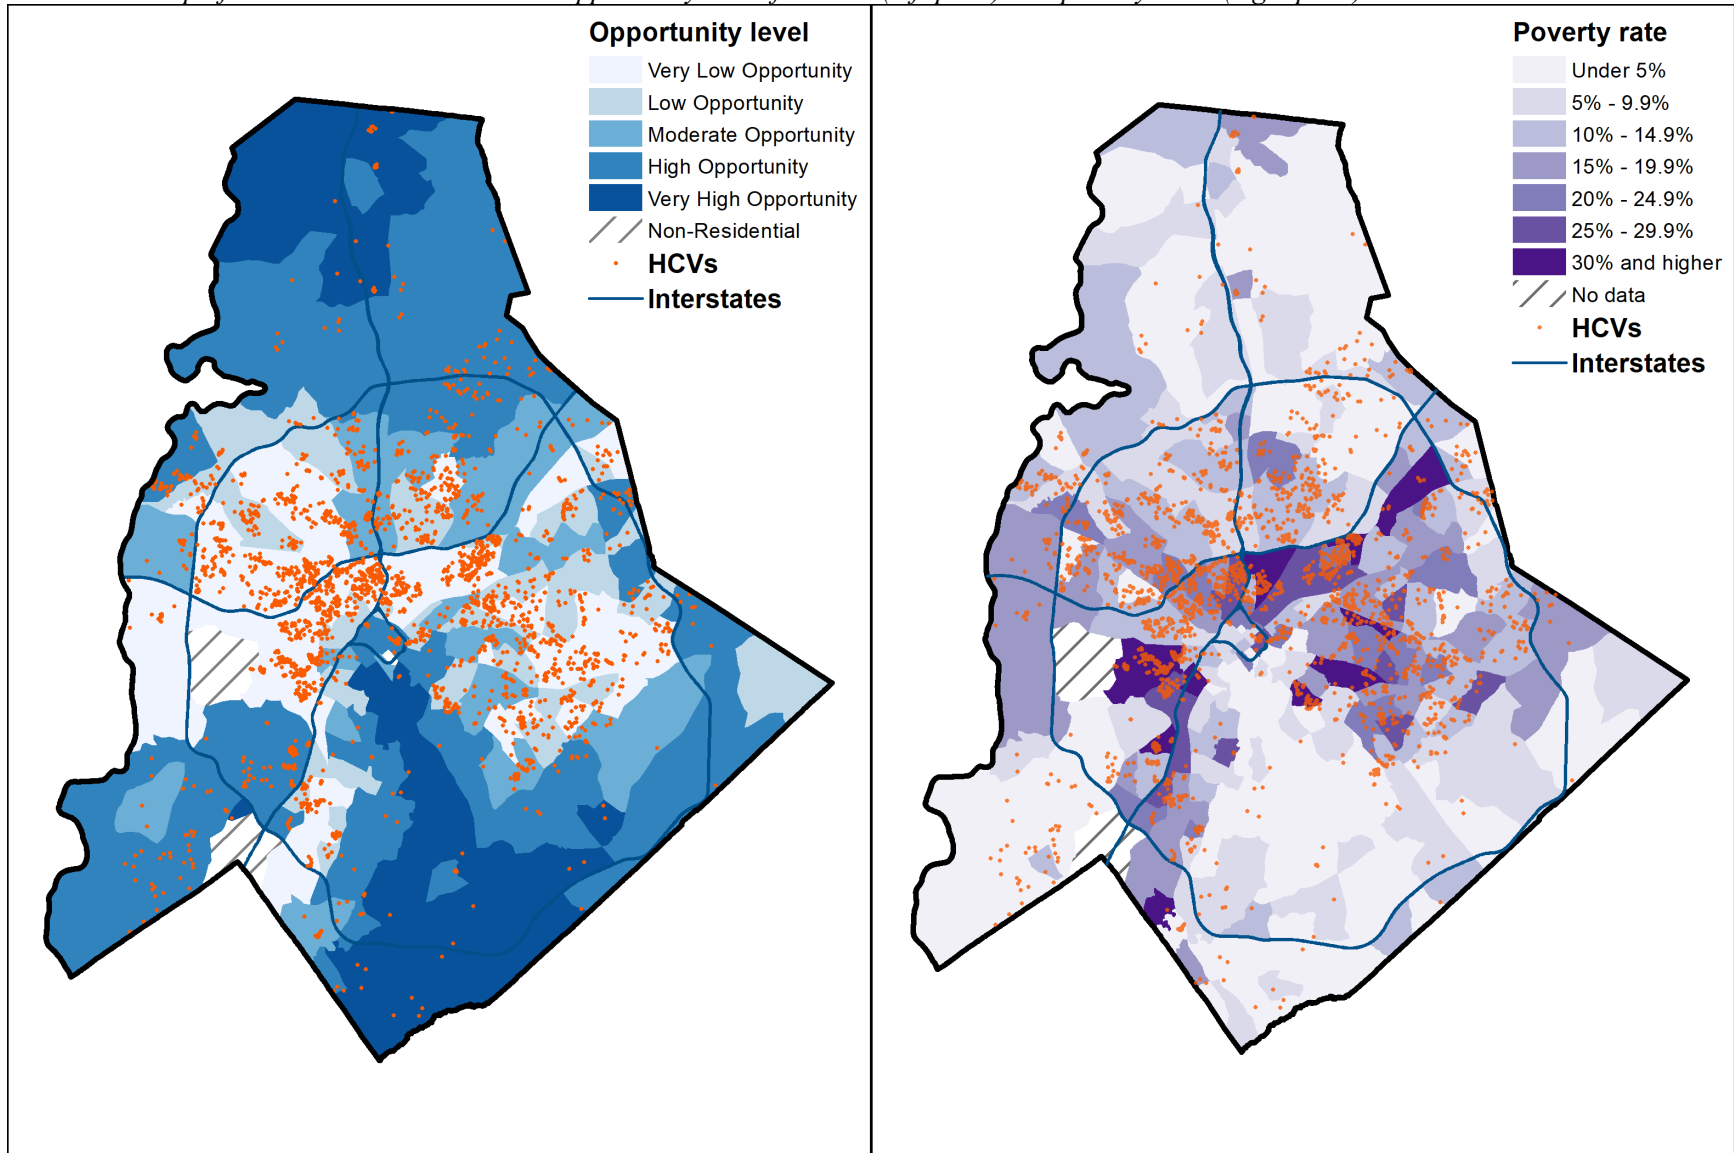 Opportunity level
Very Low Opportunity
Low Opportunity
Moderate Opportunity
High Opportunity
Very High Opportunity
Non-Residential
HCVs
Interstates
Poverty rate
Under 5%
5% - 9.9%
10% - 14.9%
15% - 19.9%
20% - 24.9%
25% - 29.9%
30% and higher
No data
HCVs
Interstates